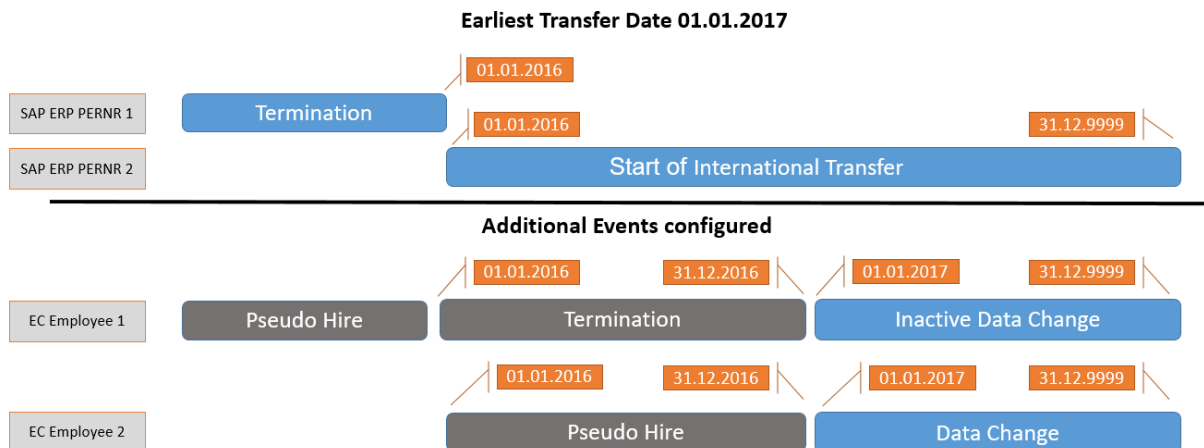 Earliest Transfer Date 01.01.2017
01.01.2016
SAP ERP PERNR 1
Termination
01.01.2016
31.12.9999
SAP ERP PERNR 2
Start of International Transfer
Additional Events configured
01.01.2016
31.12.2016
01.01.2017
31.12.9999
EC Employee 1
Pseudo Hire
Termination
Inactive Data Change
01.01.2016
31.12.2016
01.01.2017
31.12.9999
EC Employee 2
Pseudo Hire
Data Change